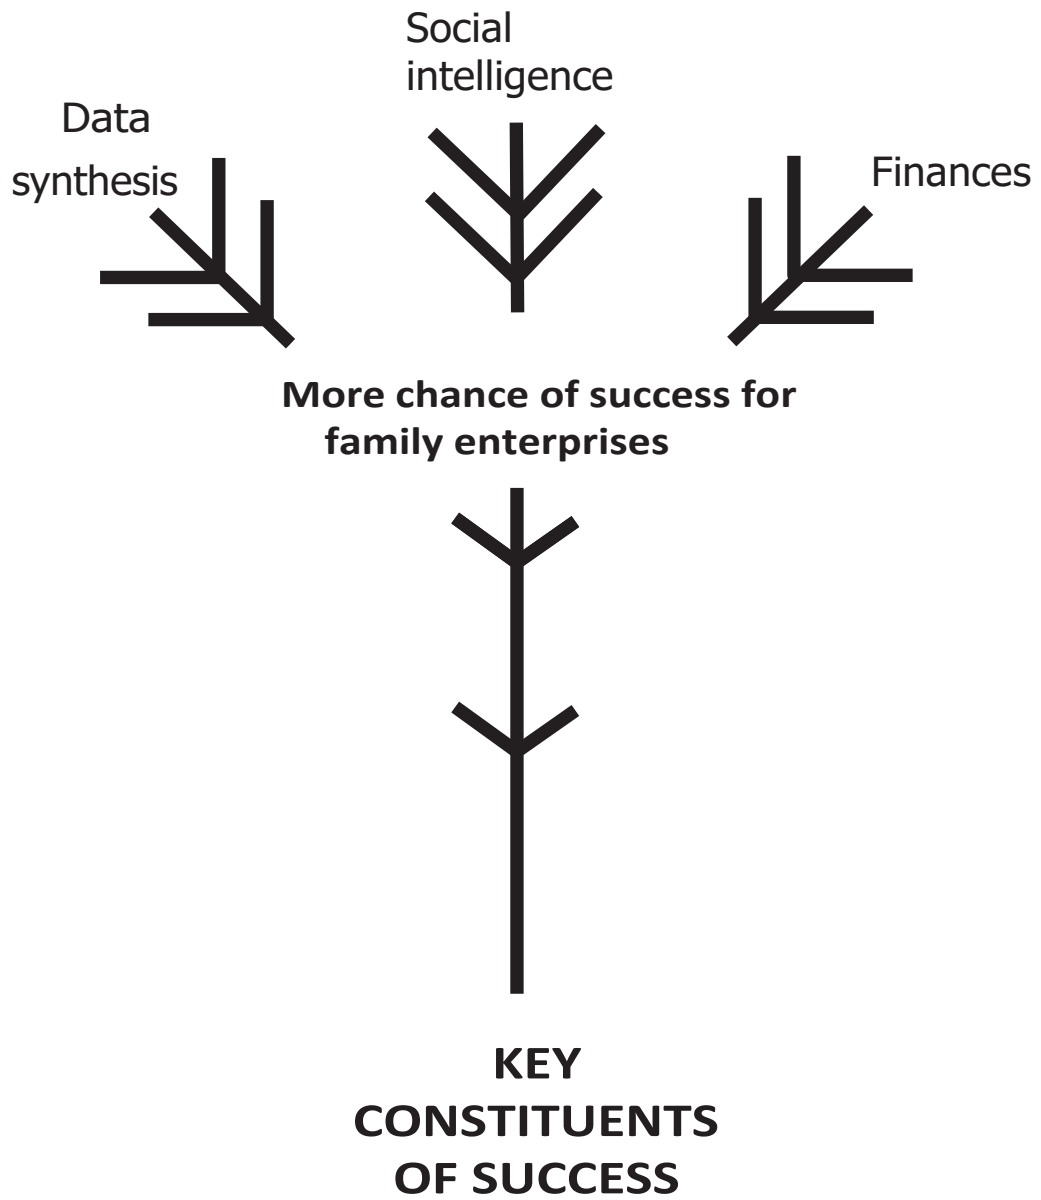 Social
intelligence
Data
synthesis
Finances
More chance of success for
family enterprises
KEY
CONSTITUENTS
OF SUCCESS